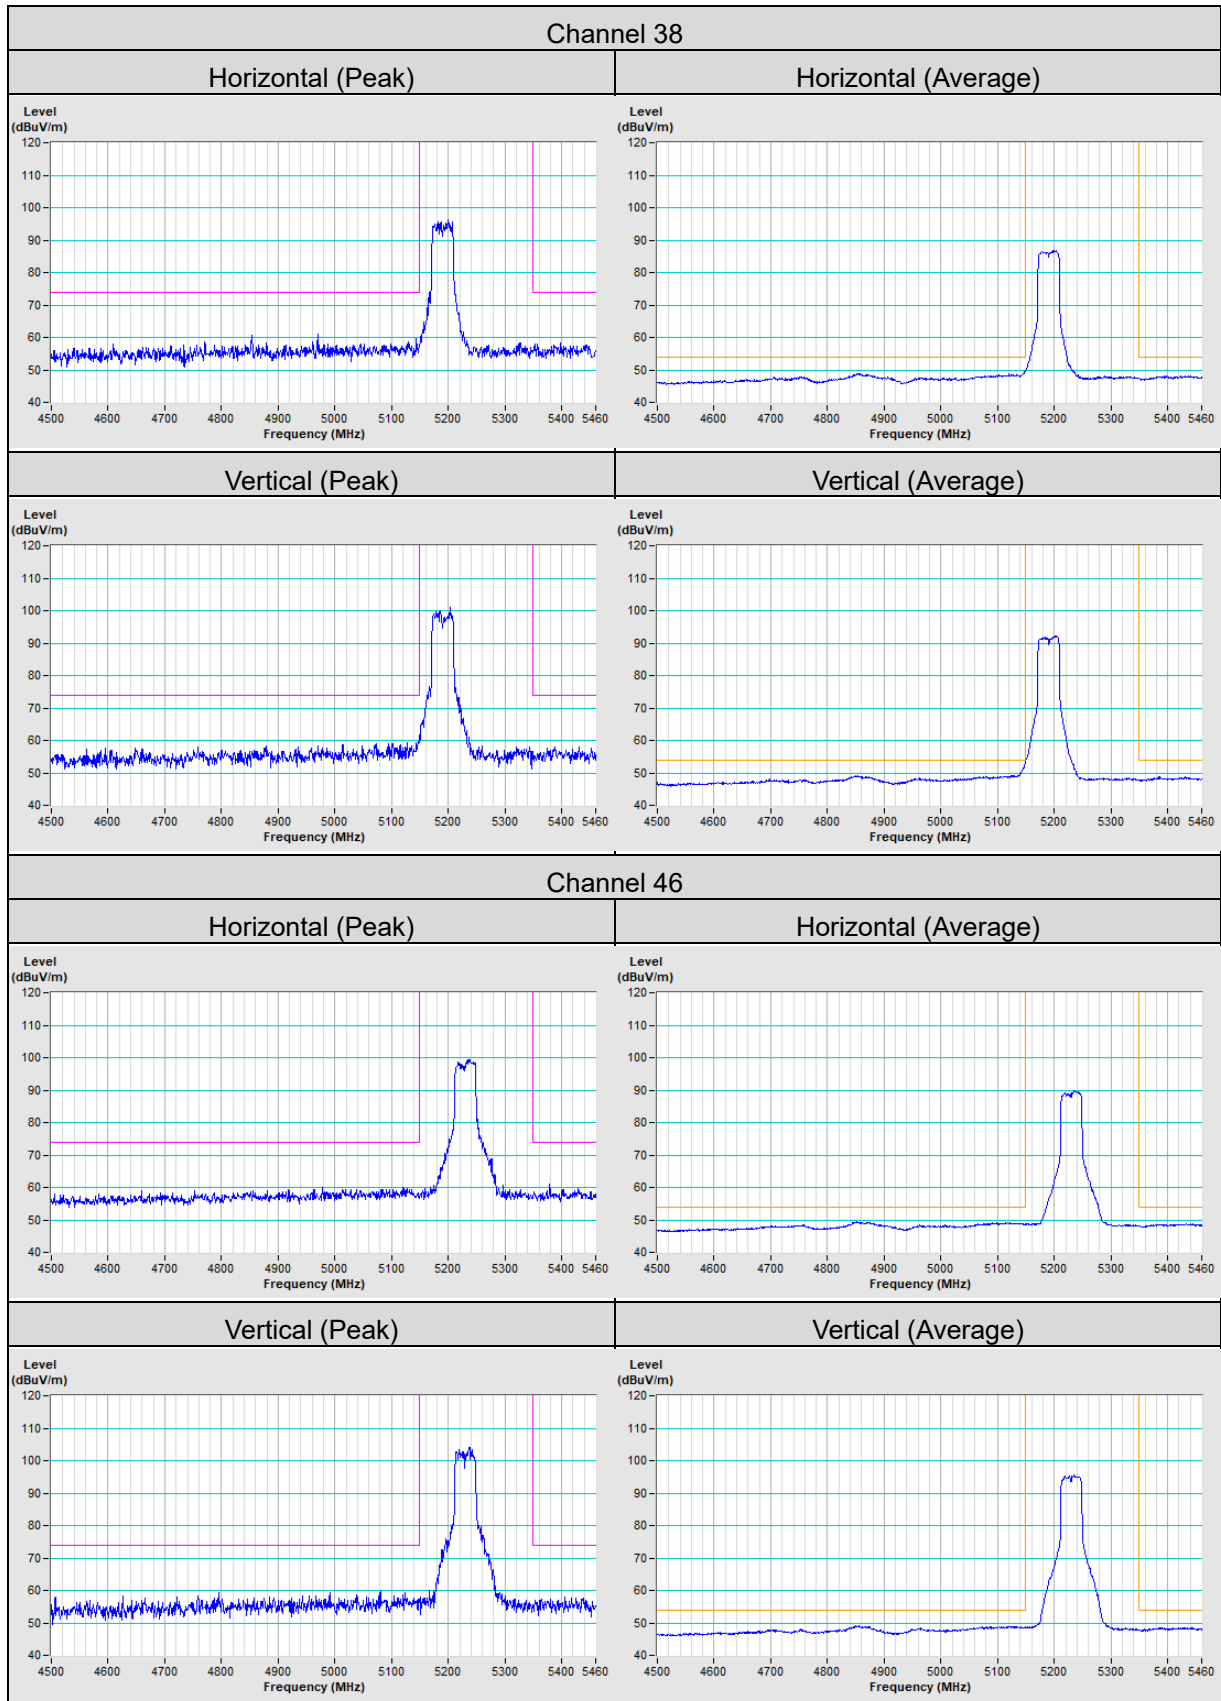 Channel 38
Horizontal (Peak) Horizontal (Average)
Level Level
(dBuV/m) (dBuV/m)
120 120
110 110
100 100
90 90
80 80
70 70
60 60
50 50
40 40
4500 4600 4700 4800 4900 5000 5100 5200 5300 5400 5460 4500 4600 4700 4800 4900 5000 5100 5200 5300 5400 5460
Frequency (MHz) Frequency (MHz)
Vertical (Peak) Vertical (Average)
Level Level
(dBuV/m) (dBuV/m)
120 120
110 110
100 100
90 90
80 80
70 70
60 60
50 50
40 40
4500 4600 4700 4800 4900 5000 5100 5200 5300 5400 5460 4500 4600 4700 4800 4900 5000 5100 5200 5300 5400 5460
Frequency (MHz) Frequency (MHz)
Channel 46
Horizontal (Peak) Horizontal (Average)
Level Level
(dBuV/m) (dBuV/m)
120 120
110 110
100 100
90 90
80 80
70 70
60 60
50 50
40 40
4500 4600 4700 4800 4900 5000 5100 5200 5300 5400 5460 4500 4600 4700 4800 4900 5000 5100 5200 5300 5400 5460
Frequency (MHz) Frequency (MHz)
Vertical (Peak) Vertical (Average)
Level Level
(dBuV/m) (dBuV/m)
120 120
110 110
100 100
90 90
80 80
70 70
60 60
50 50
40 40
4500 4600 4700 4800 4900 5000 5100 5200 5300 5400 5460 4500 4600 4700 4800 4900 5000 5100 5200 5300 5400 5460
Frequency (MHz) Frequency (MHz)